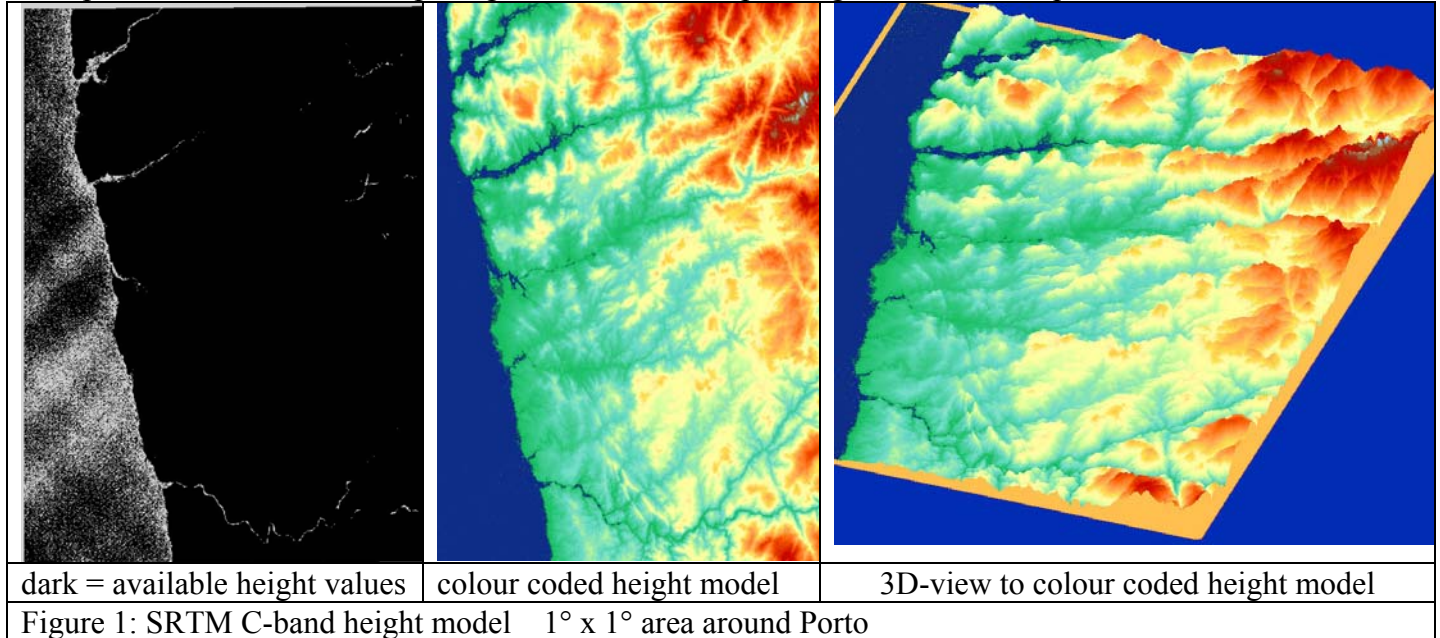 dark = available height values
colour coded height model
3D-view to colour coded height model
Figure 1: SRTM C-band height model 1° x 1° area around Porto